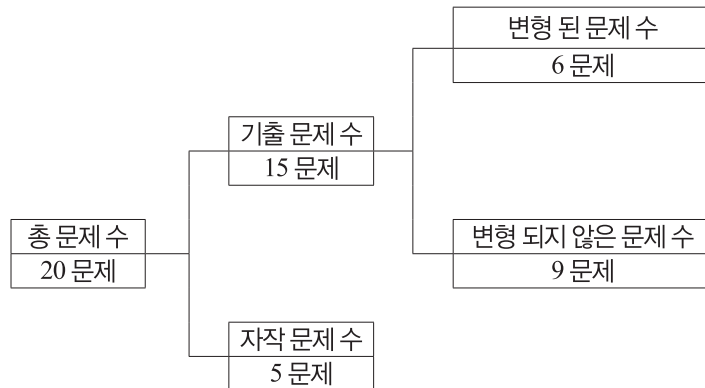 변형 된 문제 수
6 문제
기출 문제 수
15 문제
총 문제 수
20 문제
변형 되지 않은 문제 수
9 문제
자작 문제 수
5 문제